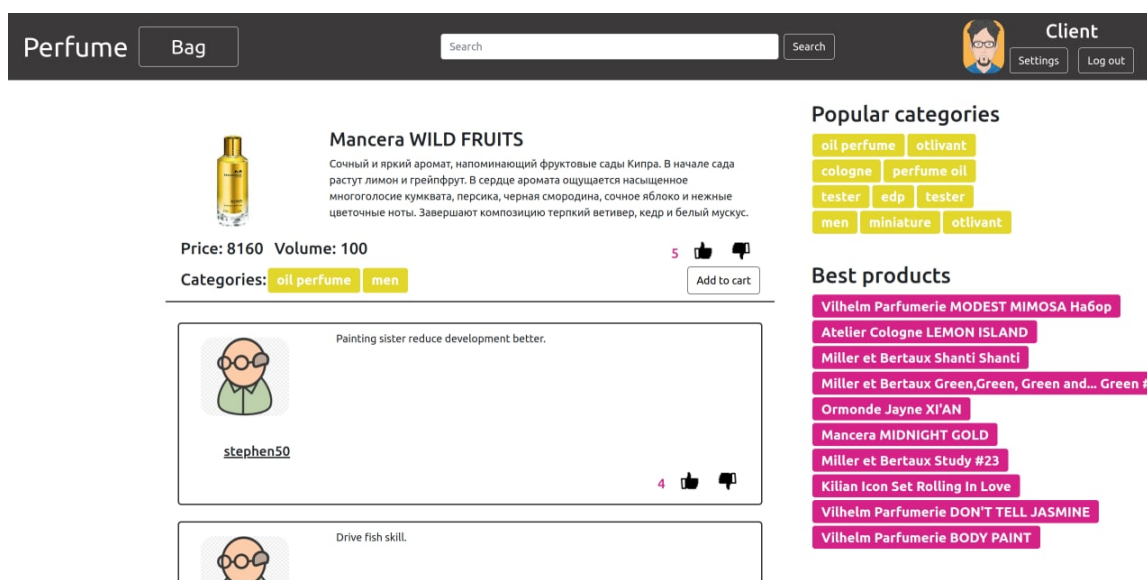 Perfume
Bag
Search
Search
Client
Settings
Log out
Mancera WILD FRUITS
Сочный и яркий аромат, напоминающий фруктовые сады Кипра. В начале сада
растут лимон и грейпфрут. В сердце аромата ощущается насыщенное
многоголосие кумквата, персика, черная смородина, сочное яблоко и нежные
цветочные ноты. Завершают композицию терпкий ветивер, кедр и белый мускус.
Price: 8160 Volume: 100
5
Categories: oil perfume men
Add to cart
Painting sister reduce development better.
stephen50
4
Drive fish skill.
Popular categories
oil perfume otlivant
cologne perfume oil
tester edp tester
men miniature otlivant
Best products
Vilhelm Parfumerie MODEST MIMOSA Набор
Atelier Cologne LEMON ISLAND
Miller et Bertaux Shanti Shanti
Miller et Bertaux Green,Green, Green and... Green #
Ormonde Jayne XI'AN
Mancera MIDNIGHT GOLD
Miller et Bertaux Study #23
Kilian Icon Set Rolling In Love
Vilhelm Parfumerie DON'T TELL JASMINE
Vilhelm Parfumerie BODY PAINT